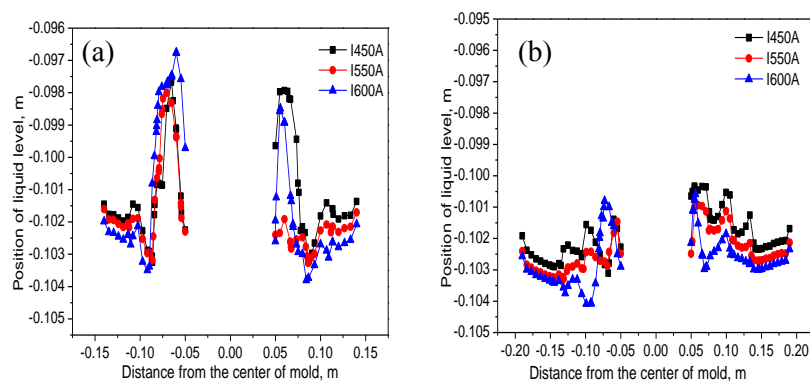 (a)
I450A
I550A
I600A
Position of liquid level, m
-0.096
-0.097
-0.098
-0.099
-0.100
-0.101
-0.102
-0.103
-0.104
-0.105
-0.15 -0.10 -0.05 0.00 0.05 0.10 0.15
Distance from the center of mold, m
(b)
I450A
I550A
I600A
Position of liquid level, m
-0.095
-0.096
-0.097
-0.098
-0.099
-0.100
-0.101
-0.102
-0.103
-0.104
-0.105
-0.20 -0.15 -0.10 -0.05 0.00 0.05 0.10 0.15 0.20
Distance from the center of mold, m